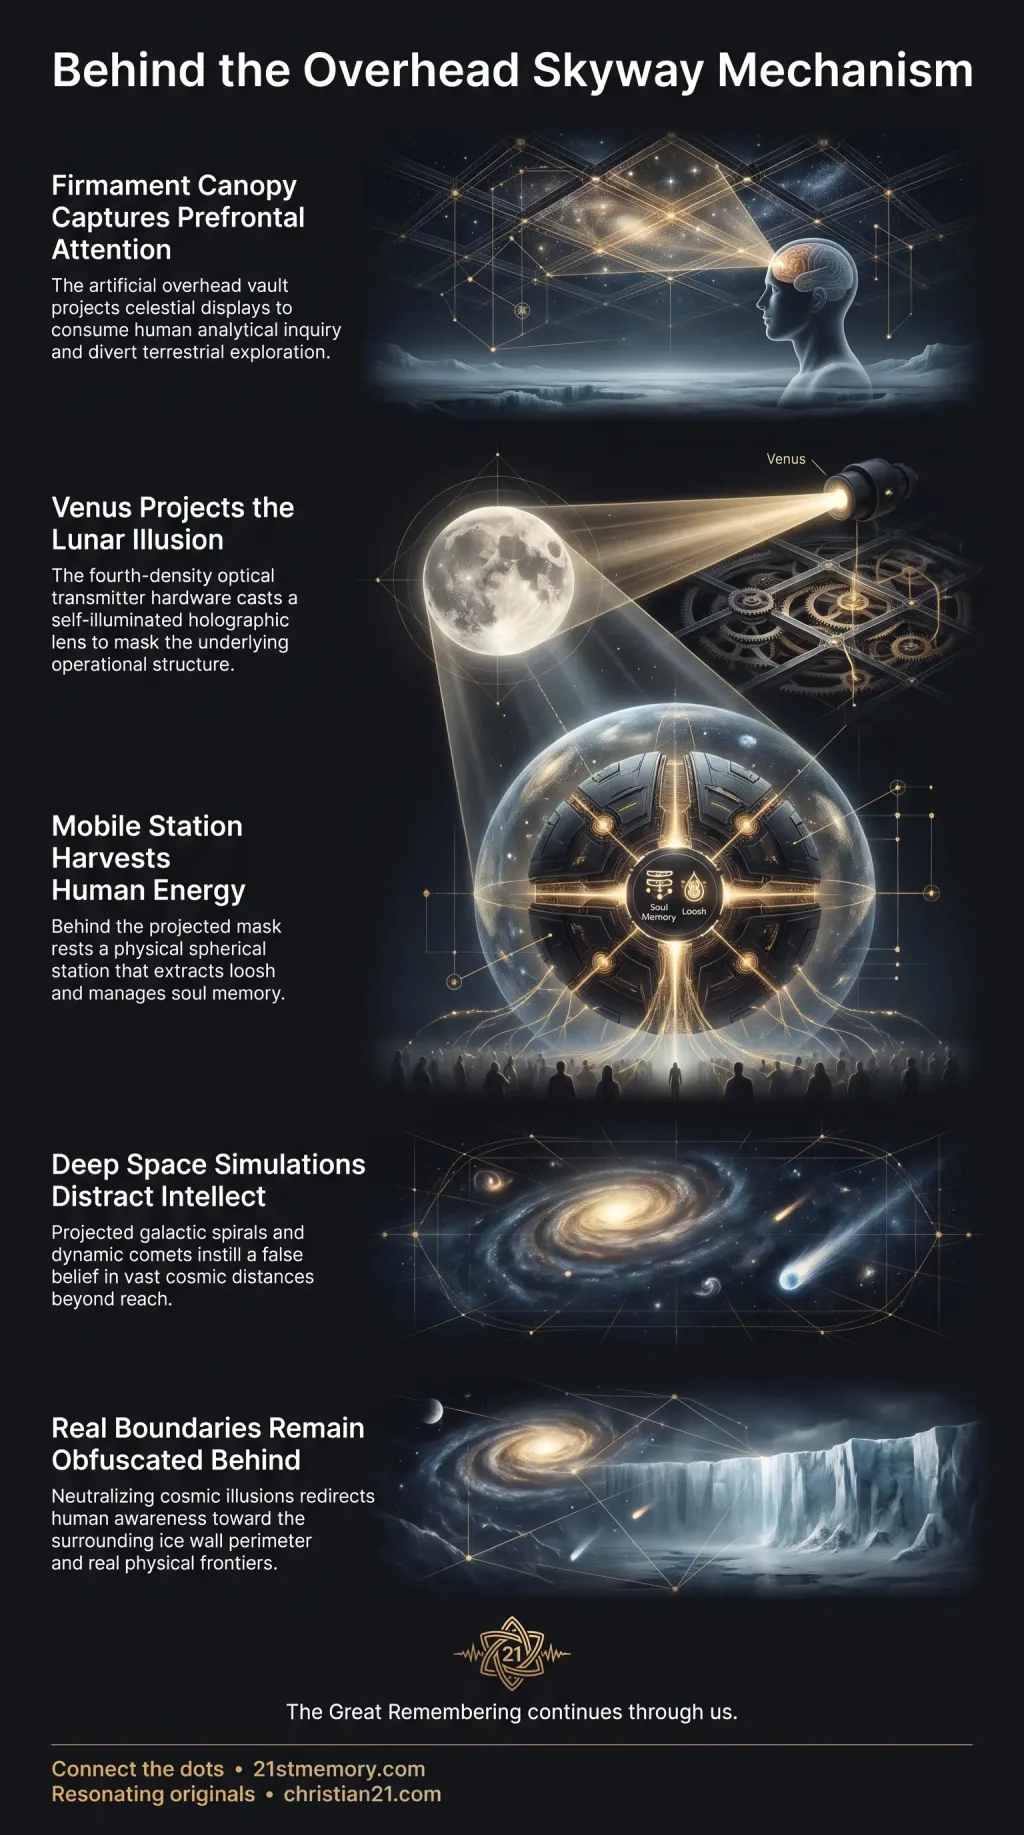 Behind the Overhead Skyway Mechanism
Firmament Canopy
Captures Prefrontal
Attention
The artificial overhead vault
projects celestial displays to
consume human analytical inquiry
and divert terrestrial exploration.
Venus
Venus Projects the
Lunar Illusion
The fourth-density optical
transmitter hardware casts a
self-illuminated holographic
lens to mask the underlying
operational structure.
Mobile Station
Harvests
Human Energy
Behind the projected mask
rests a physical spherical
station that extracts loosh
and manages soul memory.
Soul
Memory
Loosh
Deep Space Simulations
Distract Intellect
Projected galactic spirals and
dynamic comets instill a false
belief in vast cosmic distances
beyond reach.
Real Boundaries Remain
Obfuscated Behind
Neutralizing cosmic illusions redirects
human awareness toward the
surrounding ice wall perimeter
and real physical frontiers.
21
The Great Remembering continues through us.
Connect the dots • 21stmemory.com
Resonating originals • christian21.com